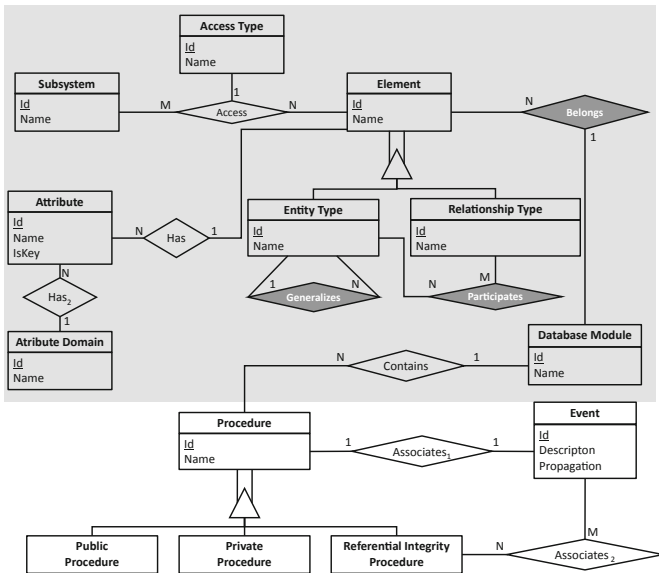 Access Type
Id
Name
Subsystem
Id
Name
M
1
Access
N
Element
Id
Name
N
Belongs
1
Attribute
Id
Name
IsKey
N
Has
1
Entity Type
Id
Name
Relationship Type
Id
Name
N
Has2
1
1
Generalizes
N
M
N
Participates
Atribute Domain
Id
Name
Database Module
Id
Name
N
Contains
1
Procedure
Id
Name
1
Associates1
1
Event
Id
Descripton
Propagation
M
Public
Procedure
Private
Procedure
Referential Integrity
Procedure
N
Associates2